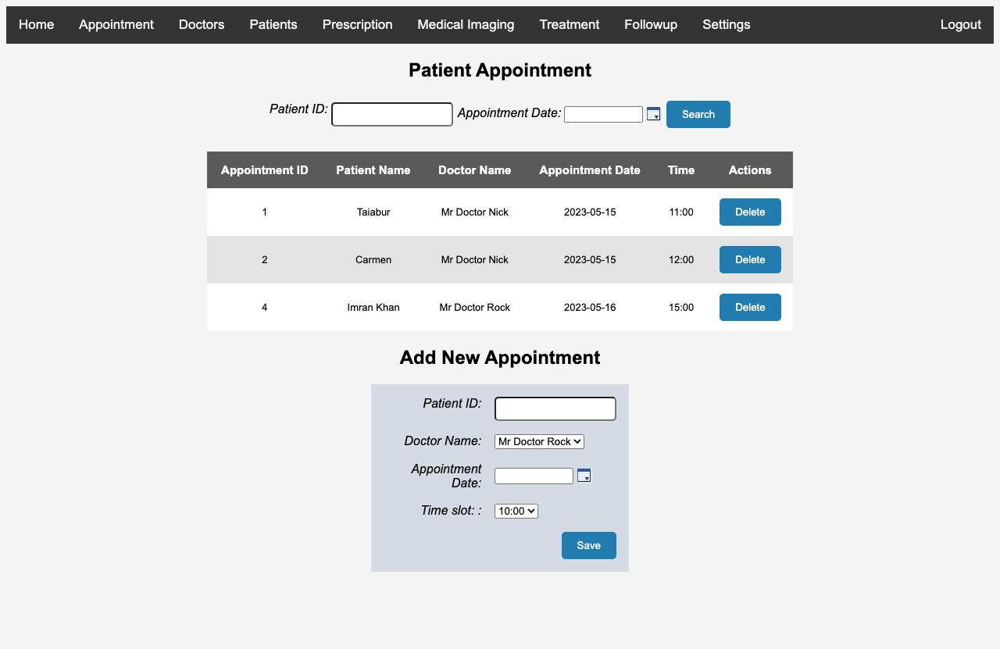 Home Appointment Doctors Patients Prescription Medical Imaging Treatment Followup Settings Logout
Patient Appointment
Patient ID: Appointment Date: Search
Appointment ID Patient Name Doctor Name Appointment Date Time Actions
1 Taiabur Mr Doctor Nick 2023-05-15 11:00 Delete
2 Carmen Mr Doctor Nick 2023-05-15 12:00 Delete
4 Imran Khan Mr Doctor Rock 2023-05-16 15:00 Delete
Add New Appointment
Patient ID:
Doctor Name: Mr Doctor Rock
Appointment
Date:
Time slot: : 10:00
Save